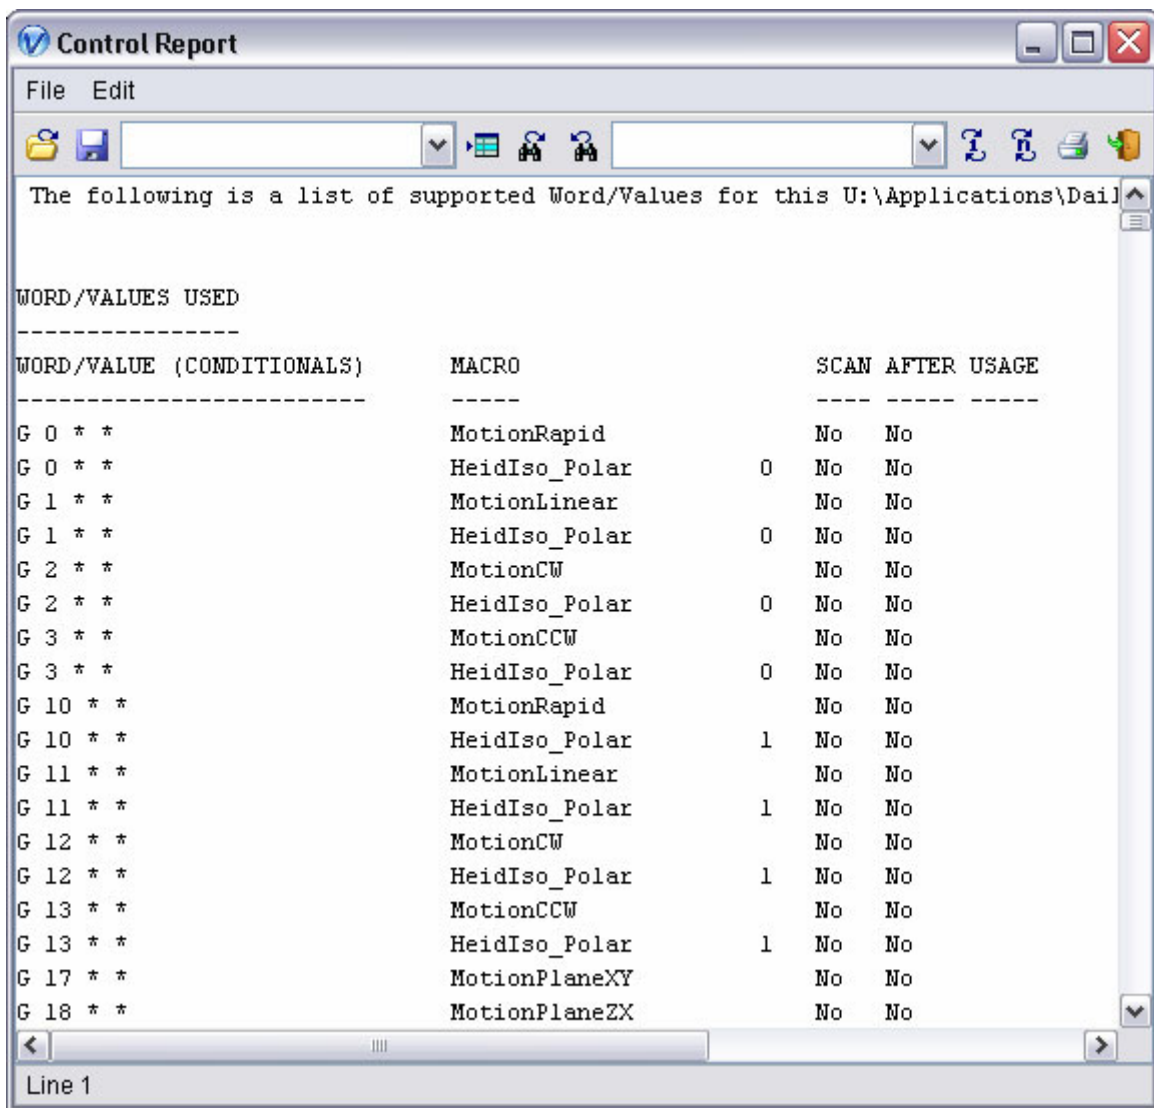 Control Report
File Edit
The following is a list of supported Word/Values for this U:\Applications\Dail
WORD/VALUES USED
----------------
WORD/VALUE (CONDITIONALS) MACRO SCAN AFTER USAGE
------------------------- ----- ---- ----- -----
G 0 * * MotionRapid No No
G 0 * * HeidIso_Polar 0 No No
G 1 * * MotionLinear No No
G 1 * * HeidIso_Polar 0 No No
G 2 * * MotionCW No No
G 2 * * HeidIso_Polar 0 No No
G 3 * * MotionCCW No No
G 3 * * HeidIso_Polar 0 No No
G 10 * * MotionRapid No No
G 10 * * HeidIso_Polar 1 No No
G 11 * * MotionLinear No No
G 11 * * HeidIso_Polar 1 No No
G 12 * * MotionCW No No
G 12 * * HeidIso_Polar 1 No No
G 13 * * MotionCCW No No
G 13 * * HeidIso_Polar 1 No No
G 17 * * MotionPlaneXY No No
G 18 * * MotionPlaneZX No No
Line 1